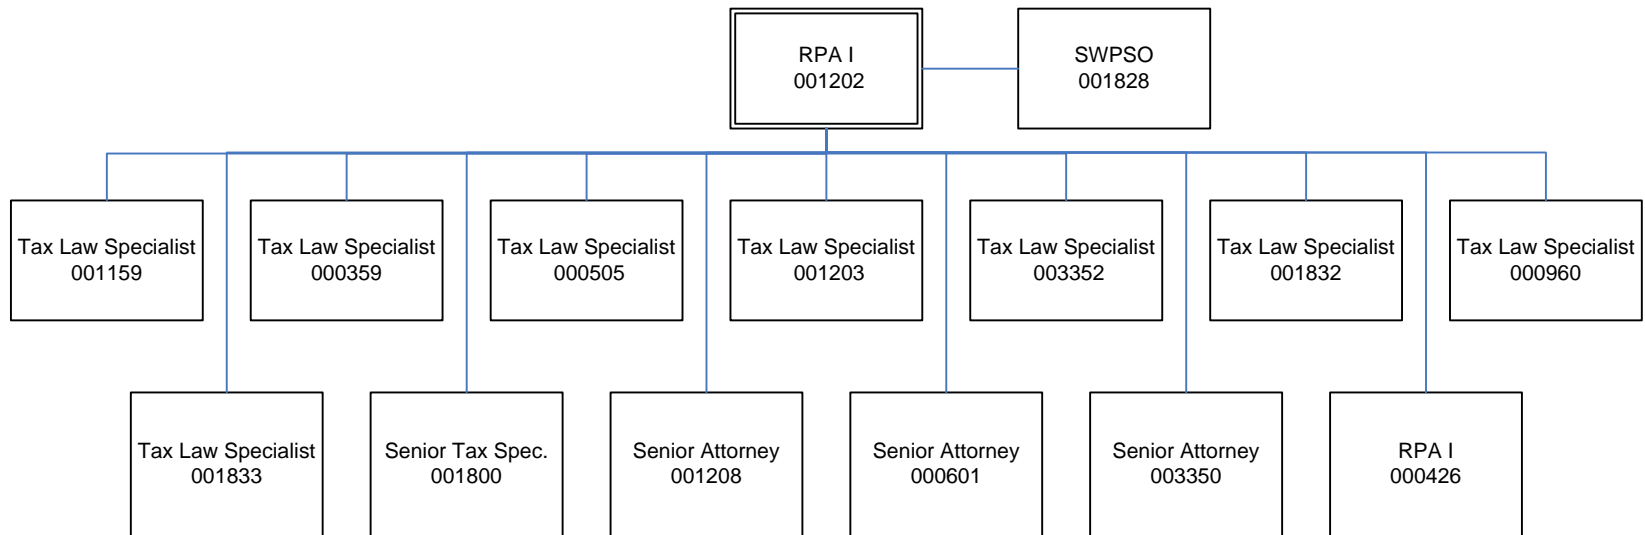 RPA I
001202
SWPSO
001828
Tax Law Specialist
001159
Tax Law Specialist
000359
Tax Law Specialist
000505
Tax Law Specialist
001203
Tax Law Specialist
003352
Tax Law Specialist
001832
Tax Law Specialist
000960
Tax Law Specialist
001833
Senior Tax Spec.
001800
Senior Attorney
001208
Senior Attorney
000601
Senior Attorney
003350
RPA I
000426